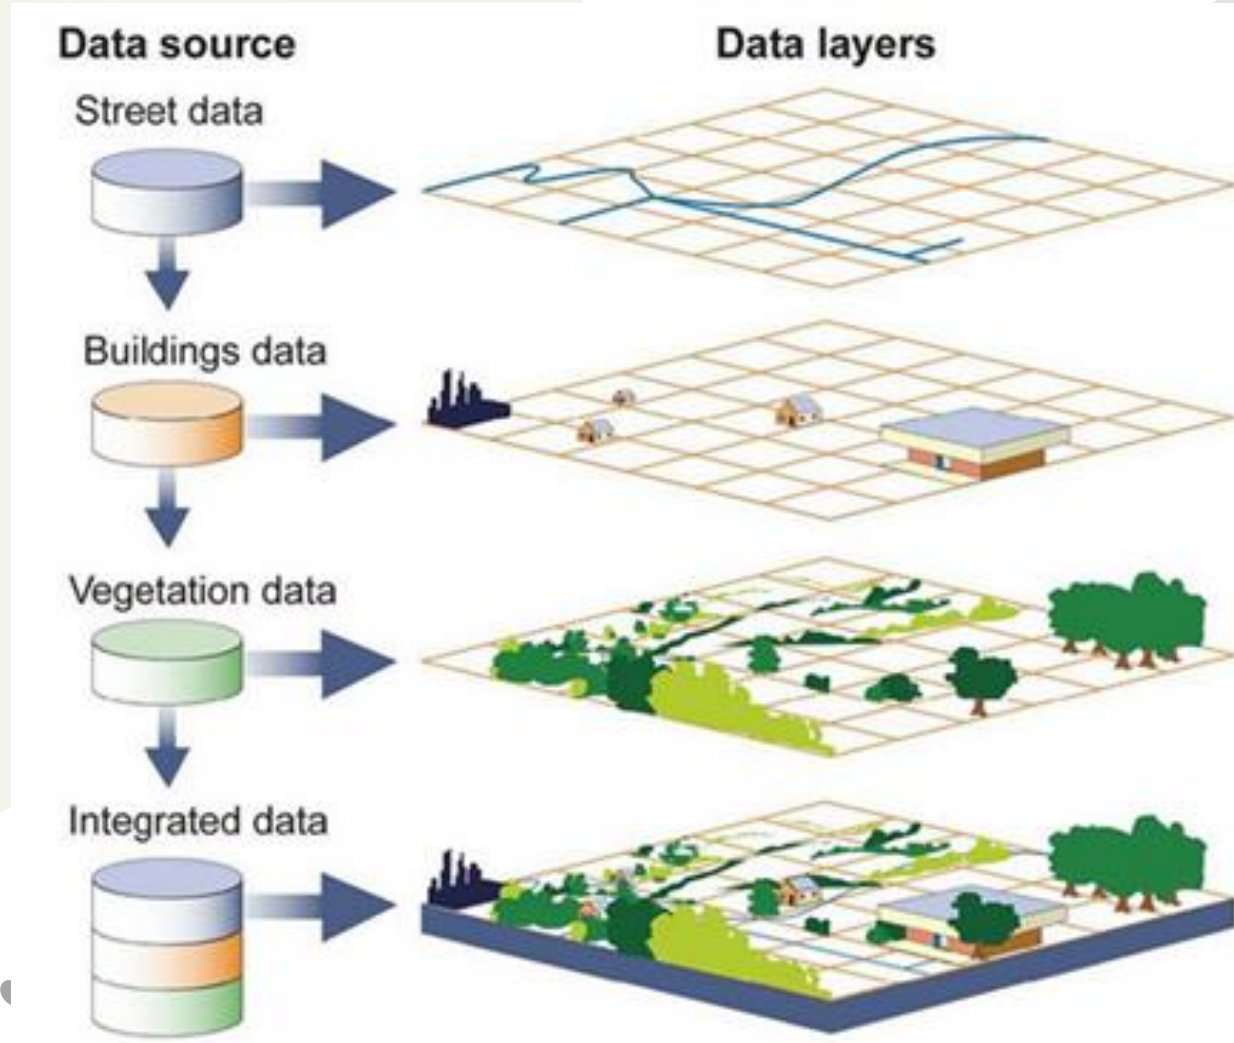 Data source
Data layers
Street data
Buildings data
Vegetation data
Integrated data